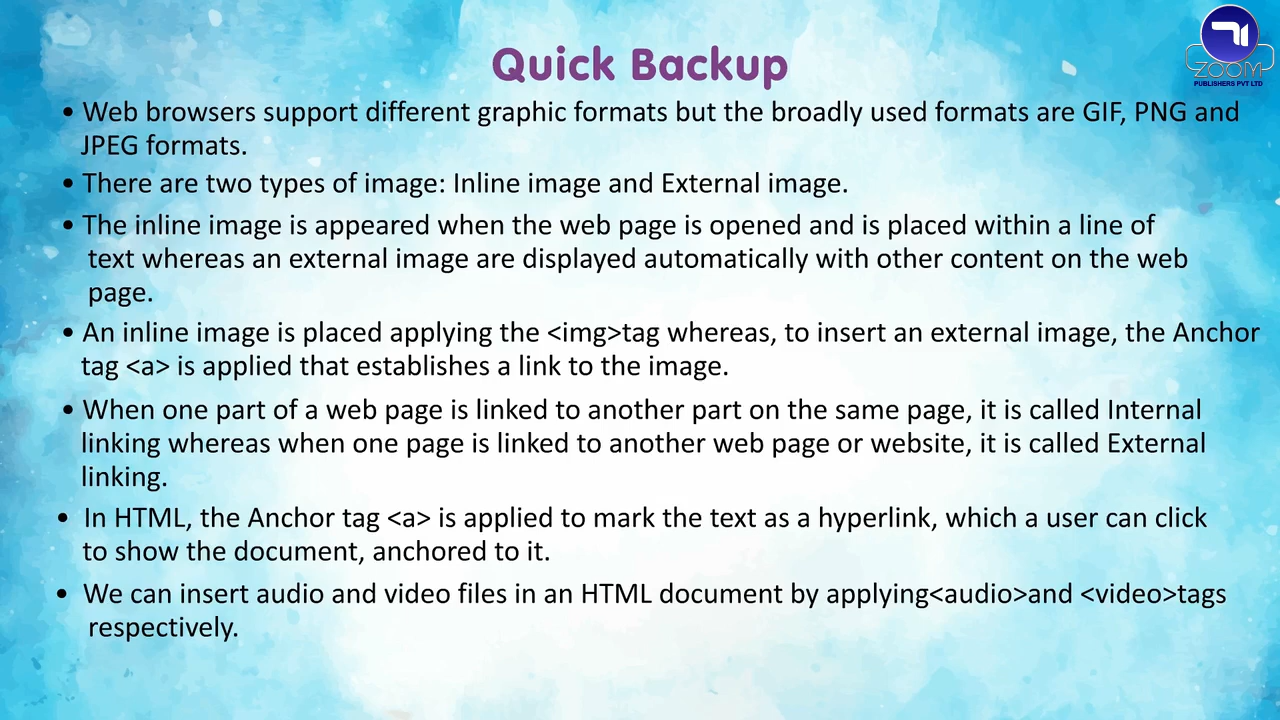 Quick Backup
ZOOM
PUBLISHERS PVT LTD
• Web browsers support different graphic formats but the broadly used formats are GIF, PNG and
JPEG formats.
• There are two types of image: Inline image and External image.
• The inline image is appeared when the web page is opened and is placed within a line of
text whereas an external image are displayed automatically with other content on the web
page.
• An inline image is placed applying the <img>tag whereas, to insert an external image, the Anchor
tag <a> is applied that establishes a link to the image.
• When one part of a web page is linked to another part on the same page, it is called Internal
linking whereas when one page is linked to another web page or website, it is called External
linking.
• In HTML, the Anchor tag <a> is applied to mark the text as a hyperlink, which a user can click
to show the document, anchored to it.
• We can insert audio and video files in an HTML document by applying<audio>and <video>tags
respectively.